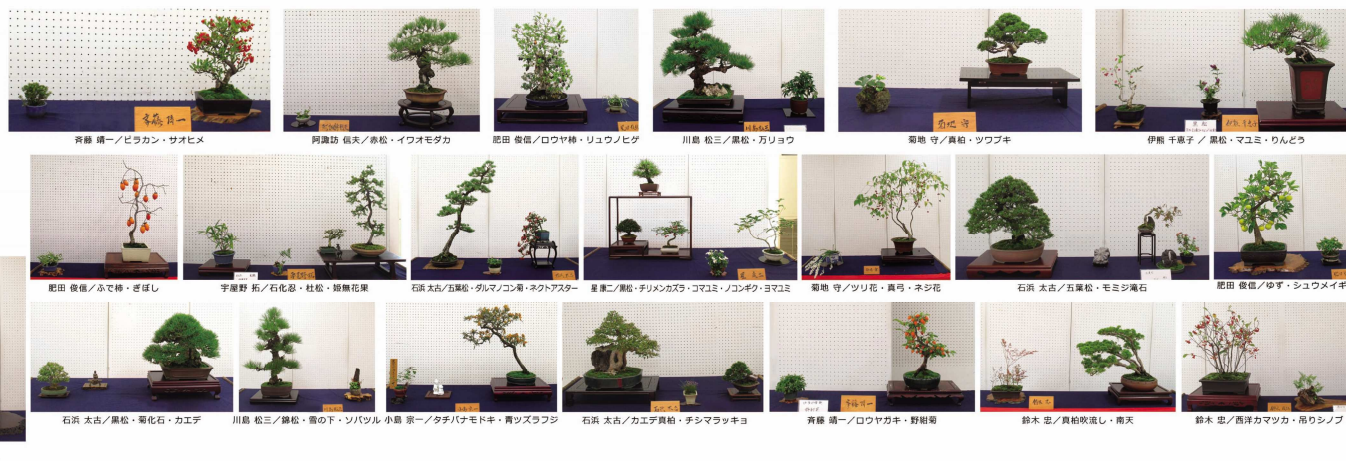 斉藤 靖一／ピラカン・サオヒメ
阿諏訪 信夫／赤松・イワオモダカ
肥田 俊信／ロウヤ柿・リュウノヒゲ
川島 松三／黒松・万リョウ
菊地 守／真柏・ツワブキ
伊熊 千恵子 ／ 黒松・マユミ・りんどう
肥田 俊信／ふで柿・ぎぼし
宇屋野 拓／石化忍・杜松・姫無花果
石浜 太古／五葉松・ダルマノコン菊・ネクトアスター
星 康二／黒松・チリメンカズラ・コマユミ・ノコンギク・ヨマユミ
菊地 守／ツリ花・真弓・ネジ花
石浜 太古／五葉松・モミジ滝石
肥田 俊信／ゆず・シュウメイギ
石浜 太古／黒松・菊化石・カエデ
川島 松三／錦松・雪の下・ソバツル
小島 宗一／タチバナモドキ・青ツズラフジ
石浜 太古／カエデ真柏・チシマラッキョ
斉藤 靖一／ロウヤガキ・野紺菊
鈴木 忠／真柏吹流し・南天
鈴木 忠／西洋カマツカ・吊りシノブ